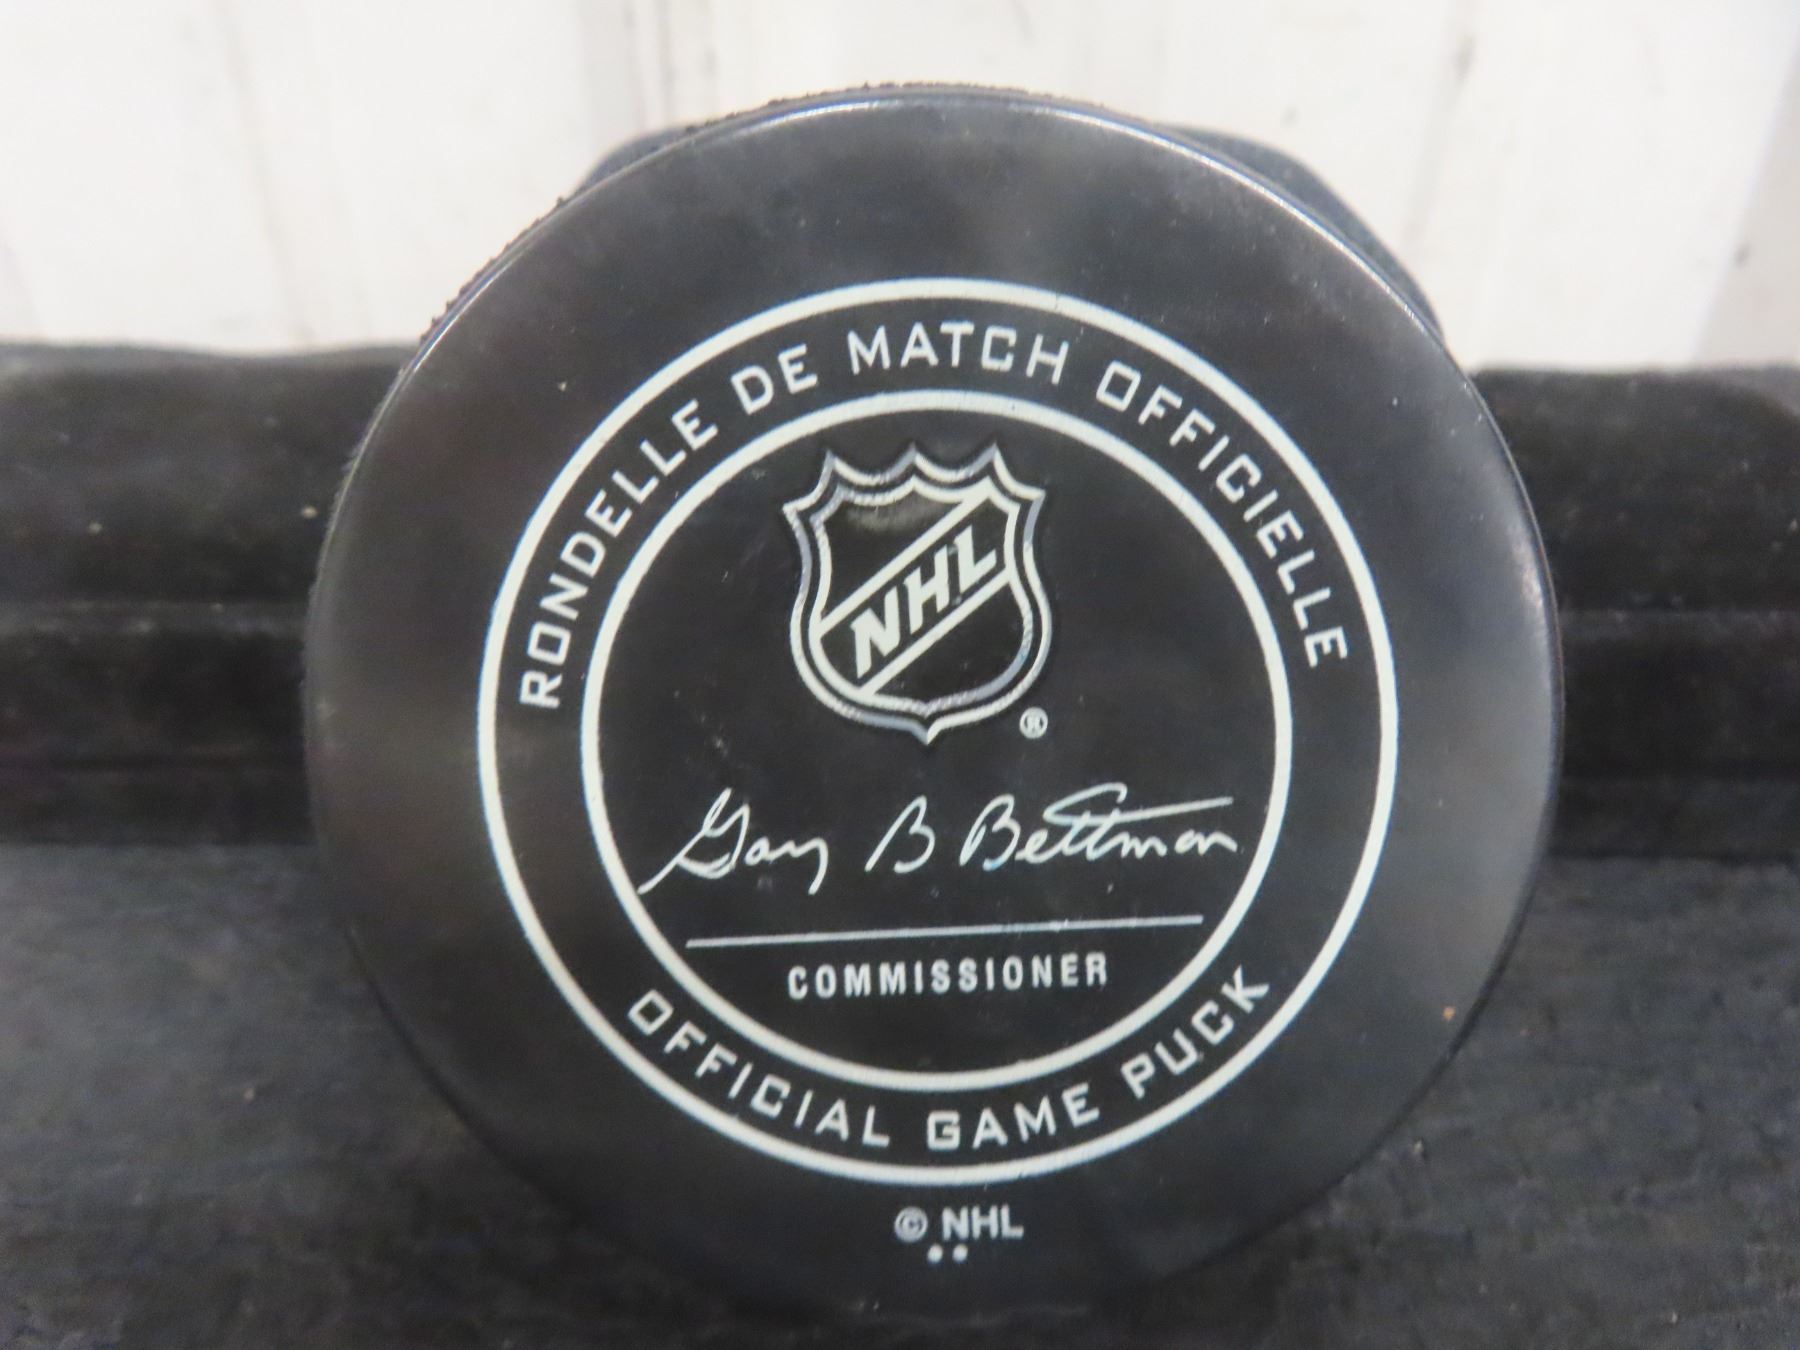 RONDELLE DE MATCH OFFICIELLE
NHL
®
Gary B Bettman
COMMISSIONER
OFFICIAL GAME PUCK
© NHL